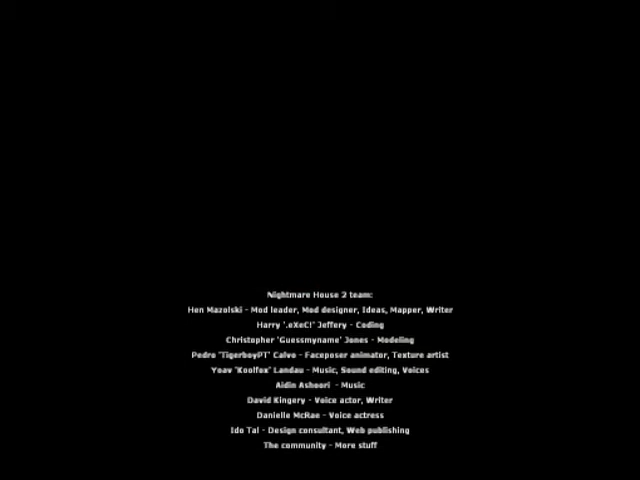 Nightmare House 2 team:
Hen Mazolski - Mod leader, Mod designer, Ideas, Mapper, Writer
Harry '.eXeC!' Jeffery - Coding
Christopher 'Guessmyname' Jones - Modeling
Pedro 'TigerboyPT' Calvo - Faceposer animator, Texture artist
Yoav 'Koolfox' Landau - Music, Sound editing, Voices
Aidin Ashoori - Music
David Kingery - Voice actor, Writer
Danielle McRae - Voice actress
Ido Tal - Design consultant, Web publishing
The community - More stuff